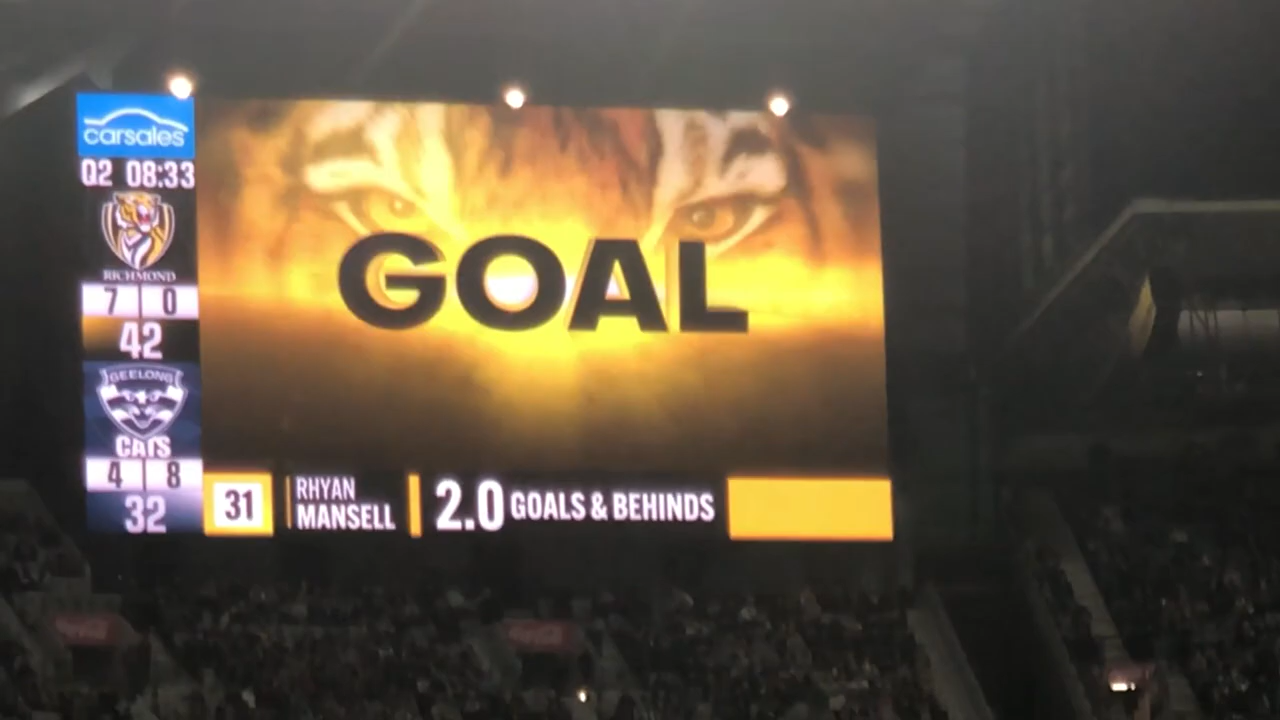 carsales
Q2 08:33
RICHMOND
7 0
42
GEELONG
CATS
4 8
32
GOAL
31
RHYAN
MANSELL
2.0 GOALS & BEHINDS